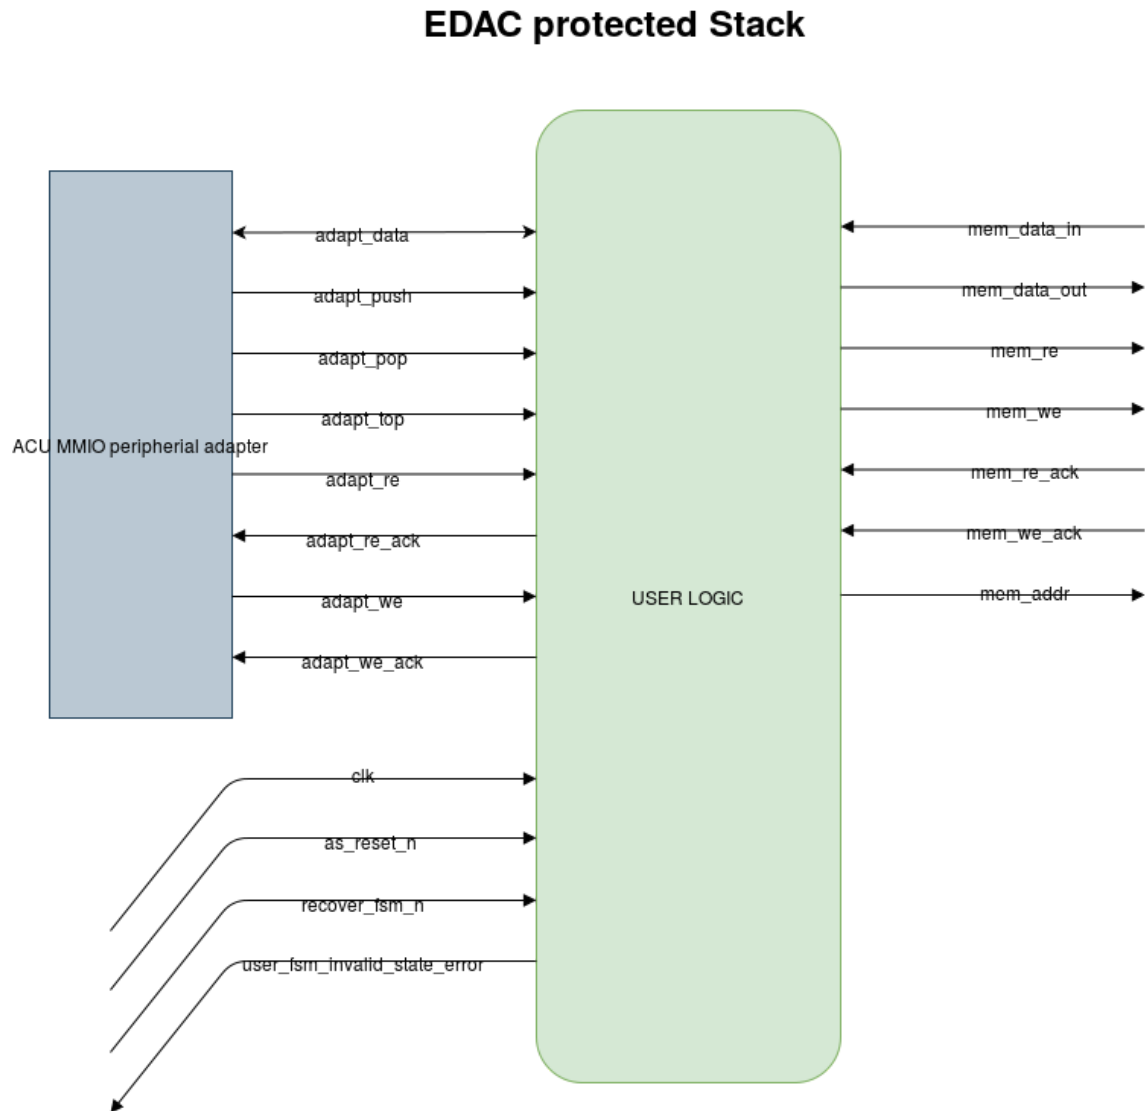 EDAC protected Stack
adapt_data
mem_data_in
adapt_push
mem_data_out
adapt_pop
mem_re
adapt_top
mem_we
ACU MMIO peripherial adapter
adapt_re
mem_re_ack
adapt_re_ack
mem_we_ack
adapt_we
USER LOGIC
mem_addr
adapt_we_ack
clk
as_reset_n
recover_fsm_n
user_fsm_invalid_state_error